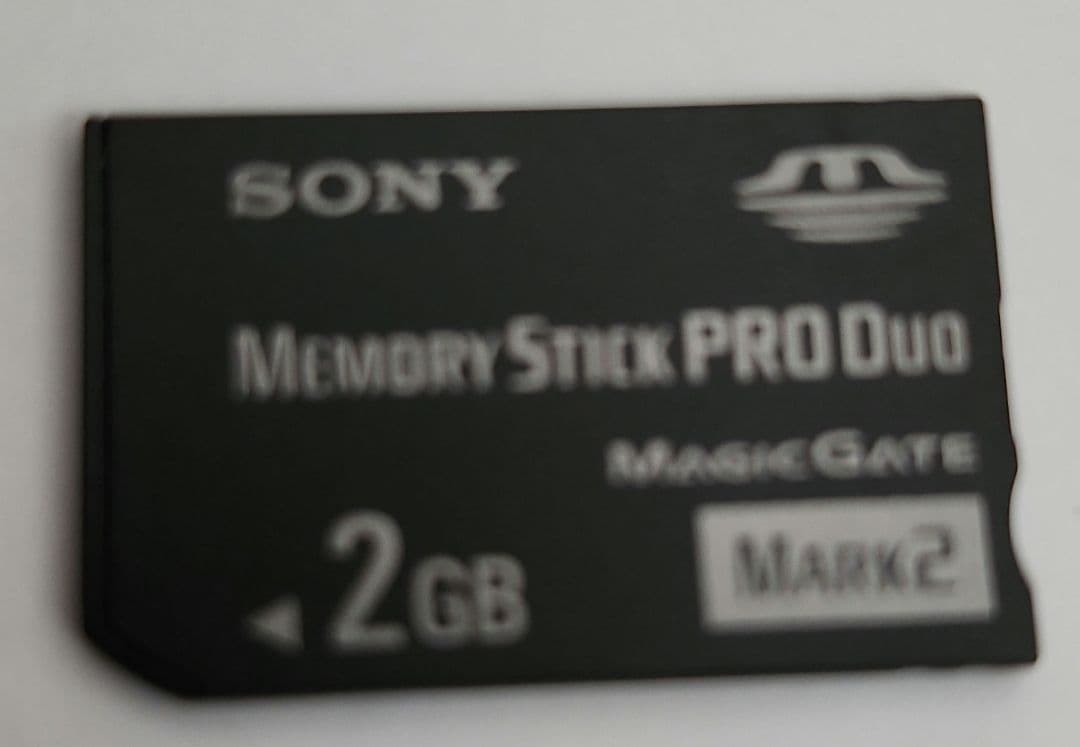 SONY
MEMORY STICK PRO DUO
MAGICGATE
2GB
MARK2